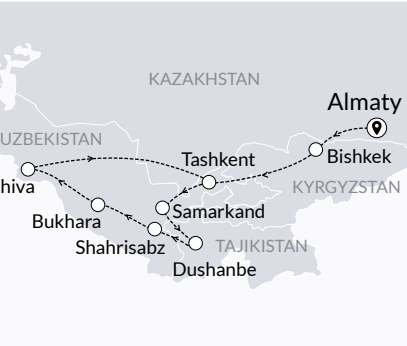 KAZAKHSTAN
Almaty
UZBEKISTAN
Tashkent
Bishkek
hiva
KYRGYZSTAN
Samarkand
Bukhara
Shahrisabz
TAJIKISTAN
Dushanbe